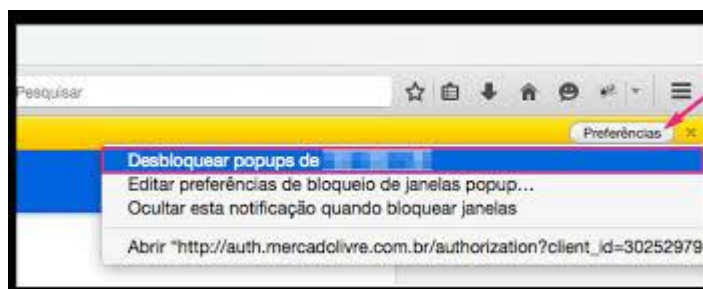 Pesquisar
Preferências
Desbloquear popups de
Editar preferências de bloqueio de janelas popup...
Ocultar esta notificação quando bloquear janelas
Abrir "http://auth.mercadolivre.com.br/authorization?client_id=30252979